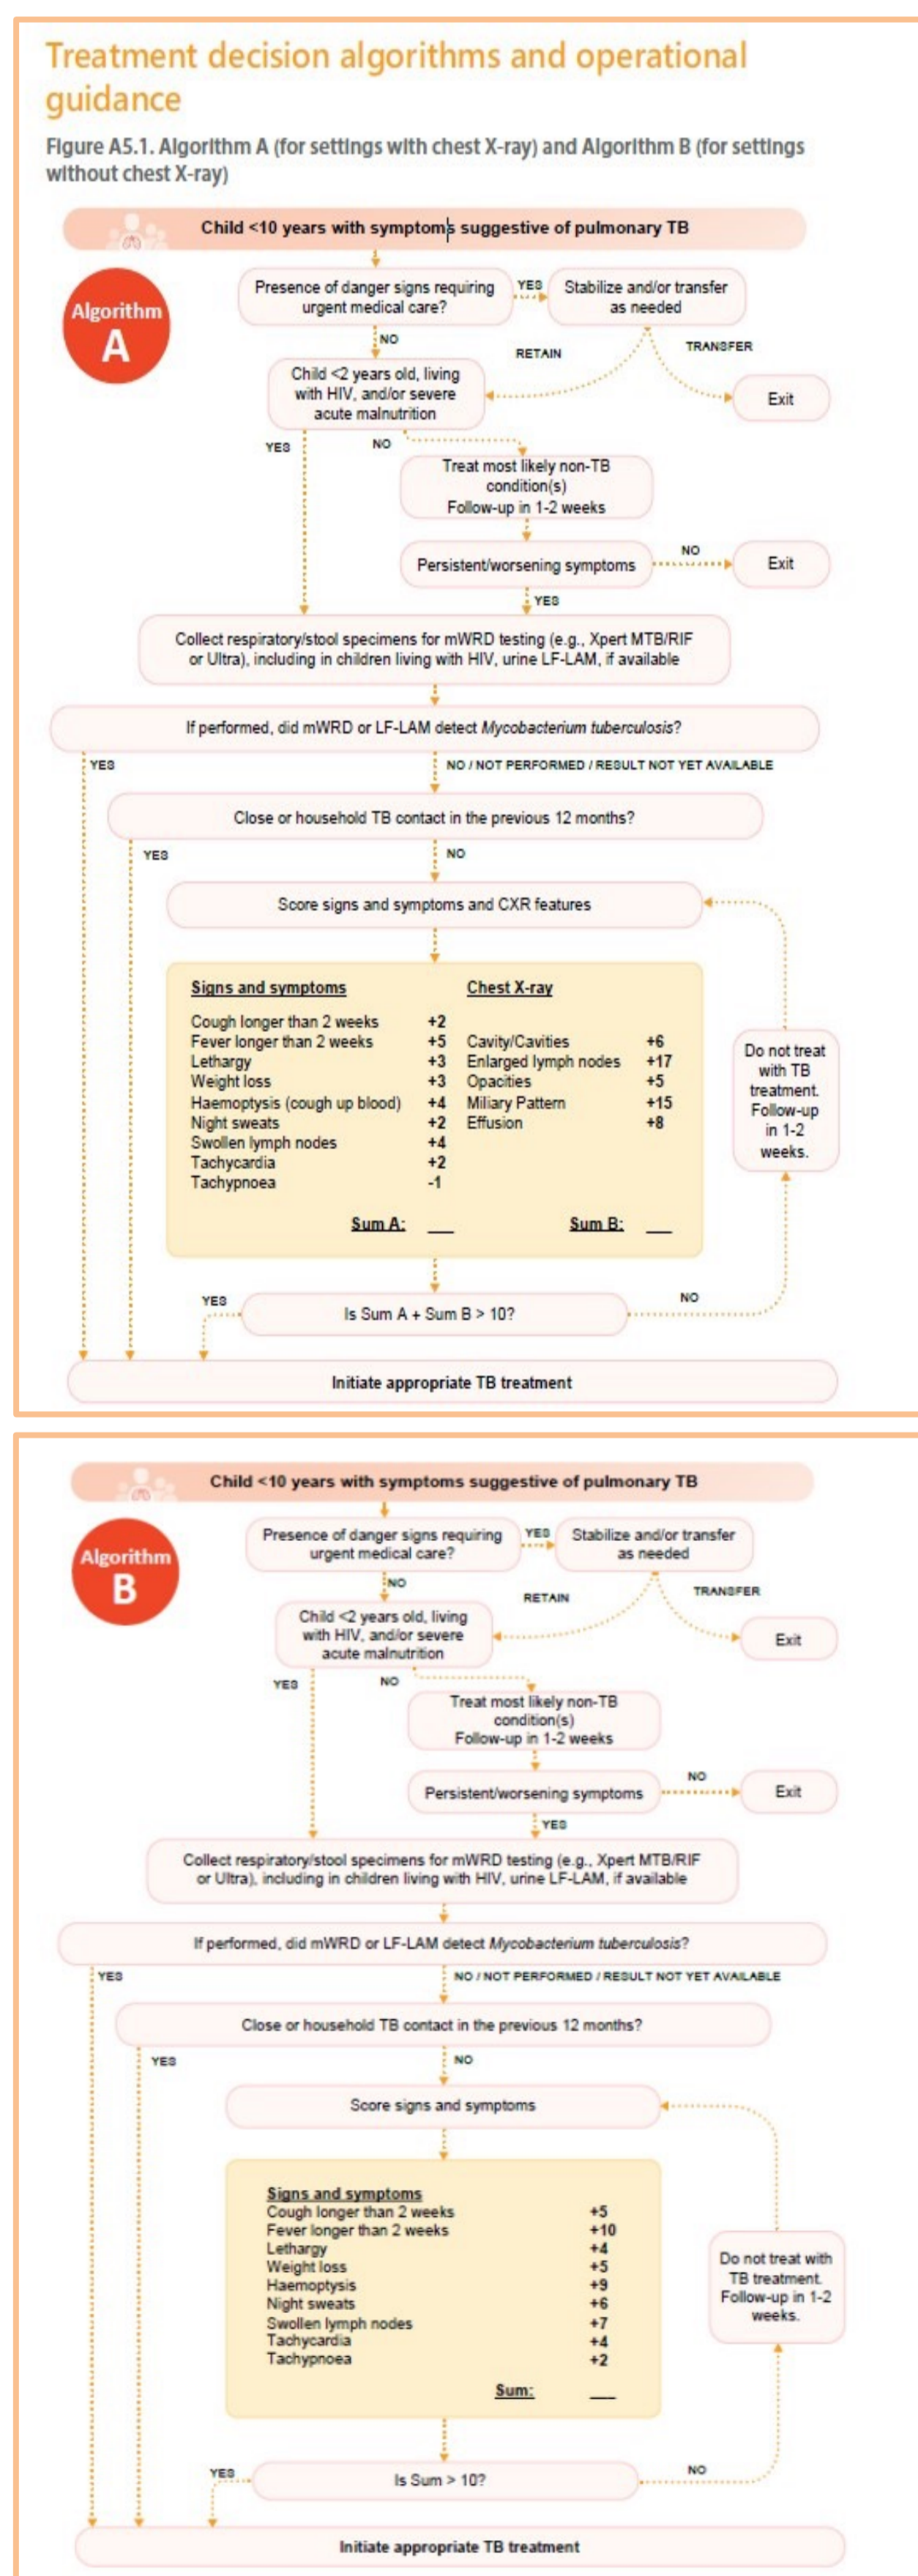 Treatment decision algorithms and operational
guidance
Figure A5.1. Algorithm A (for settings with chest X-ray) and Algorithm B (for settings
without chest X-ray)
Child <10 years with symptoms suggestive of pulmonary TB
Algorithm
A
Presence of danger signs requiring
urgent medical care?
YES
Stabilize and/or transfer
as needed
NO
RETAIN
TRANSFER
Child <2 years old, living
with HIV, and/or severe
acute malnutrition
Exit
YES
NO
Treat most likely non-TB
condition(s)
Follow-up in 1-2 weeks
Persistent/worsening symptoms
NO
Exit
YES
Collect respiratory/stool specimens for mWRD testing (e.g., Xpert MTB/RIF
or Ultra), including in children living with HIV, urine LF-LAM, if available
If performed, did mWRD or LF-LAM detect Mycobacterium tuberculosis?
YES
NO / NOT PERFORMED / RESULT NOT YET AVAILABLE
Close or household TB contact in the previous 12 months?
YES
NO
Score signs and symptoms and CXR features
Signs and symptoms
Cough longer than 2 weeks +2
Fever longer than 2 weeks +5
Lethargy +3
Weight loss +3
Haemoptysis (cough up blood) +4
Night sweats +2
Swollen lymph nodes +4
Tachycardia +2
Tachypnoea -1
Sum A: ___
Chest X-ray
Cavity/Cavities +6
Enlarged lymph nodes +17
Opacities +5
Miliary Pattern +15
Effusion +8
Sum B: ___
Do not treat
with TB
treatment.
Follow-up
in 1-2
weeks.
YES
Is Sum A + Sum B > 10?
NO
Initiate appropriate TB treatment
Child <10 years with symptoms suggestive of pulmonary TB
Algorithm
B
Presence of danger signs requiring
urgent medical care?
YES
Stabilize and/or transfer
as needed
NO
RETAIN
TRANSFER
Child <2 years old, living
with HIV, and/or severe
acute malnutrition
Exit
YES
NO
Treat most likely non-TB
condition(s)
Follow-up in 1-2 weeks
Persistent/worsening symptoms
NO
Exit
YES
Collect respiratory/stool specimens for mWRD testing (e.g., Xpert MTB/RIF
or Ultra), including in children living with HIV, urine LF-LAM, if available
If performed, did mWRD or LF-LAM detect Mycobacterium tuberculosis?
YES
NO / NOT PERFORMED / RESULT NOT YET AVAILABLE
Close or household TB contact in the previous 12 months?
YES
NO
Score signs and symptoms
Signs and symptoms
Cough longer than 2 weeks +5
Fever longer than 2 weeks +10
Lethargy +4
Weight loss +5
Haemoptysis +9
Night sweats +6
Swollen lymph nodes +7
Tachycardia +4
Tachypnoea +2
Sum: ___
Do not treat with
TB treatment.
Follow-up in 1-2
weeks.
YES
Is Sum > 10?
NO
Initiate appropriate TB treatment